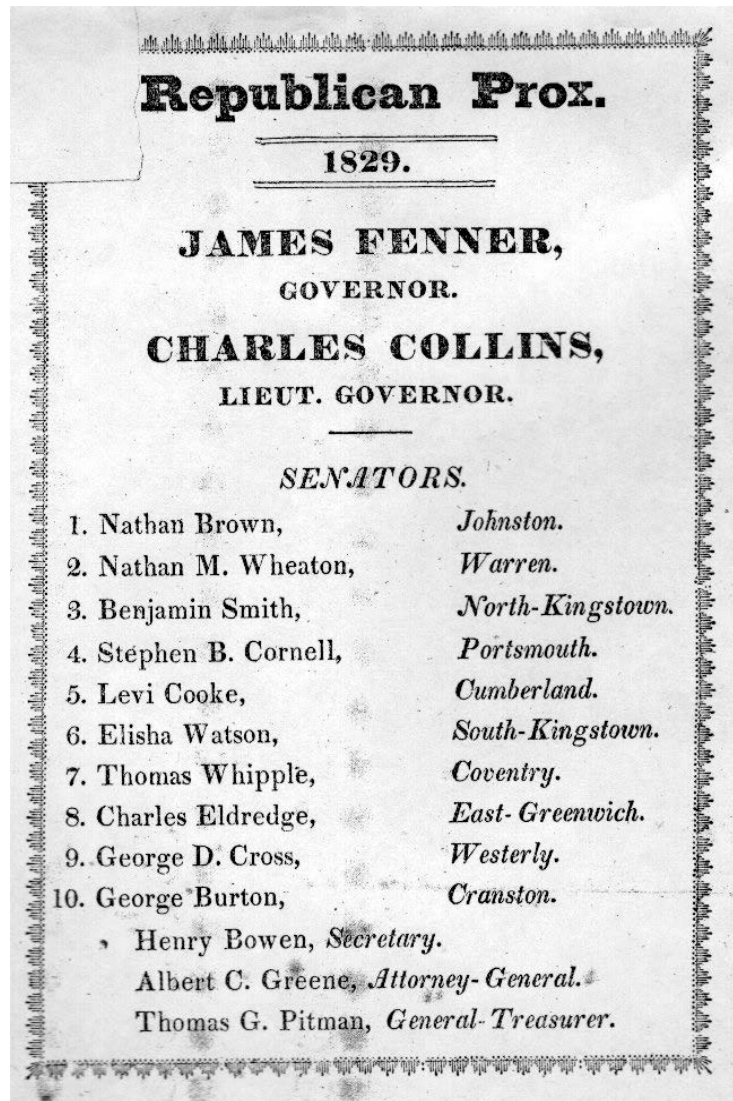 Republican Prox.
1829.
JAMES FENNER,
GOVERNOR.
CHARLES COLLINS,
LIEUT. GOVERNOR.
SENATORS.
1. Nathan Brown, Johnston.
2. Nathan M. Wheaton, Warren.
3. Benjamin Smith, North-Kingstown.
4. Stephen B. Cornell, Portsmouth.
5. Levi Cooke, Cumberland.
6. Elisha Watson, South-Kingstown.
7. Thomas Whipple, Coventry.
8. Charles Eldredge, East-Greenwich.
9. George D. Cross, Westerly.
10. George Burton, Cranston.
Henry Bowen, Secretary.
Albert C. Greene, Attorney-General.
Thomas G. Pitman, General-Treasurer.